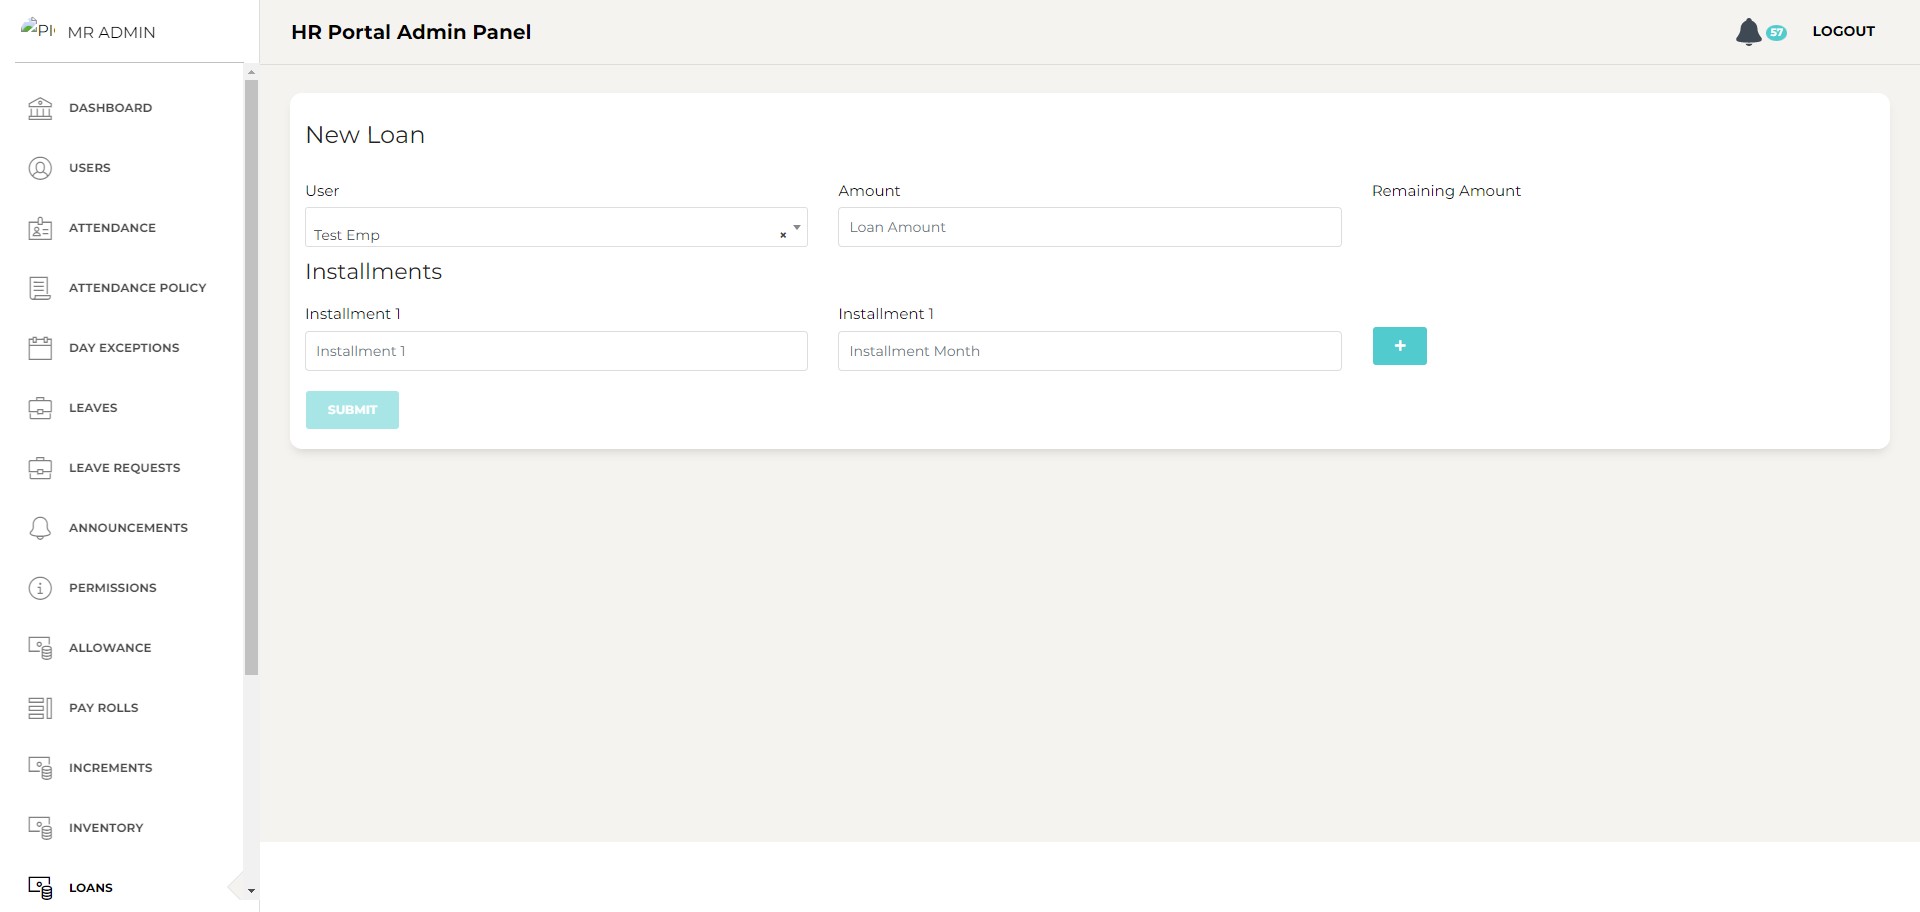 MR ADMIN
HR Portal Admin Panel
57
LOGOUT
DASHBOARD
USERS
ATTENDANCE
ATTENDANCE POLICY
DAY EXCEPTIONS
LEAVES
LEAVE REQUESTS
ANNOUNCEMENTS
PERMISSIONS
ALLOWANCE
PAY ROLLS
INCREMENTS
INVENTORY
LOANS
New Loan
User
Amount
Remaining Amount
Test Emp ×
Loan Amount
Installments
Installment 1
Installment 1
Installment 1
Installment Month
+
SUBMIT